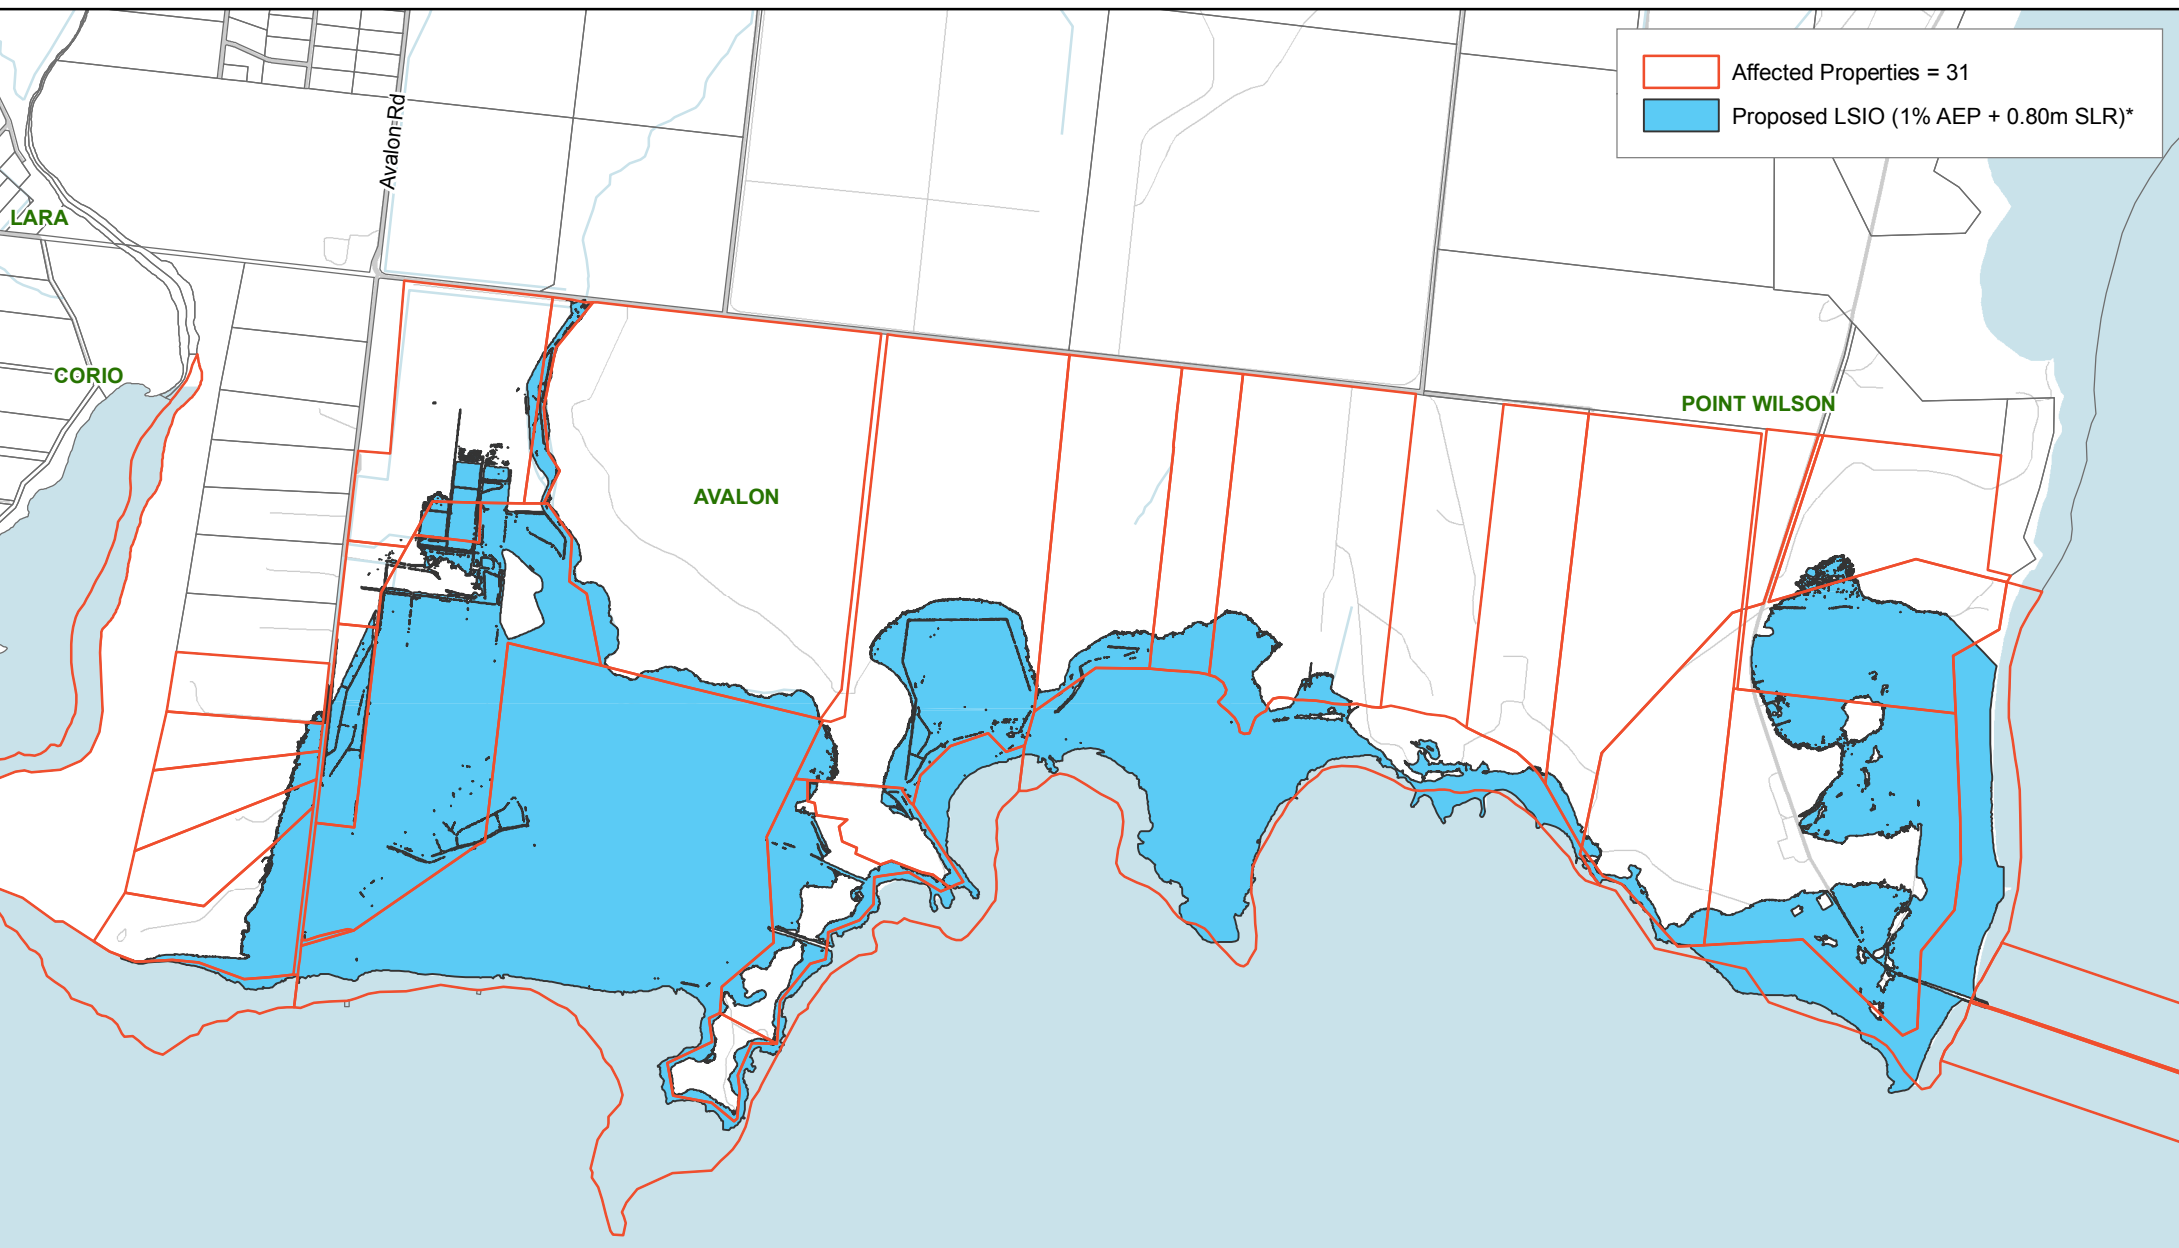 Affected Properties = 31
Proposed LSIO (1% AEP + 0.80m SLR)*
Avalon Rd
LARA
CORIO
POINT WILSON
AVALON